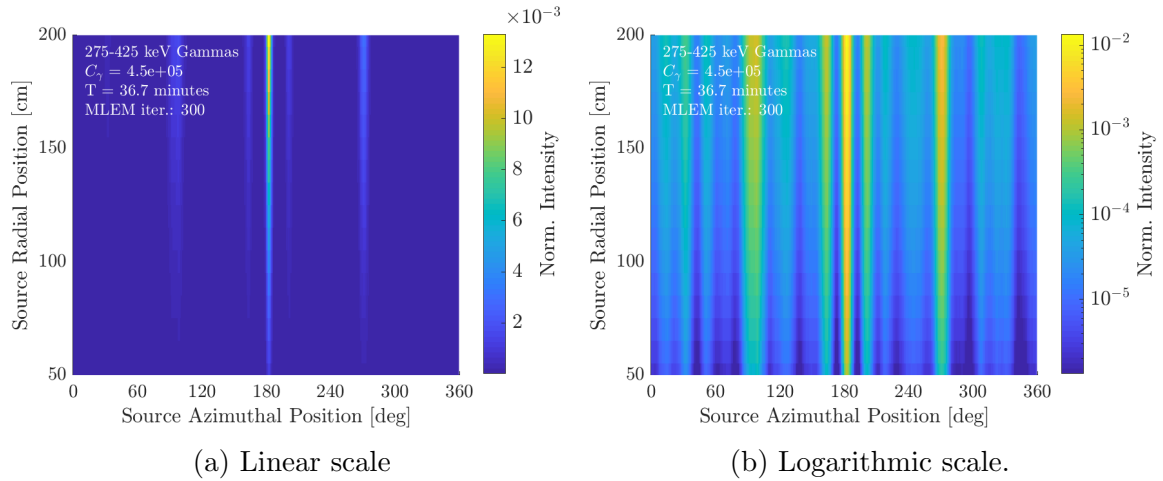 ×10⁻³
275-425 keV Gammas
C_γ = 4.5e+05
T = 36.7 minutes
MLEM iter.: 300
200
150
100
50
Source Radial Position [cm]
0 60 120 180 240 300 360
Source Azimuthal Position [deg]
12
10
8
6
4
2
Norm. Intensity
(a) Linear scale
275-425 keV Gammas
C_γ = 4.5e+05
T = 36.7 minutes
MLEM iter.: 300
200
150
100
50
Source Radial Position [cm]
0 60 120 180 240 300 360
Source Azimuthal Position [deg]
10⁻²
10⁻³
10⁻⁴
10⁻⁵
Norm. Intensity
(b) Logarithmic scale.